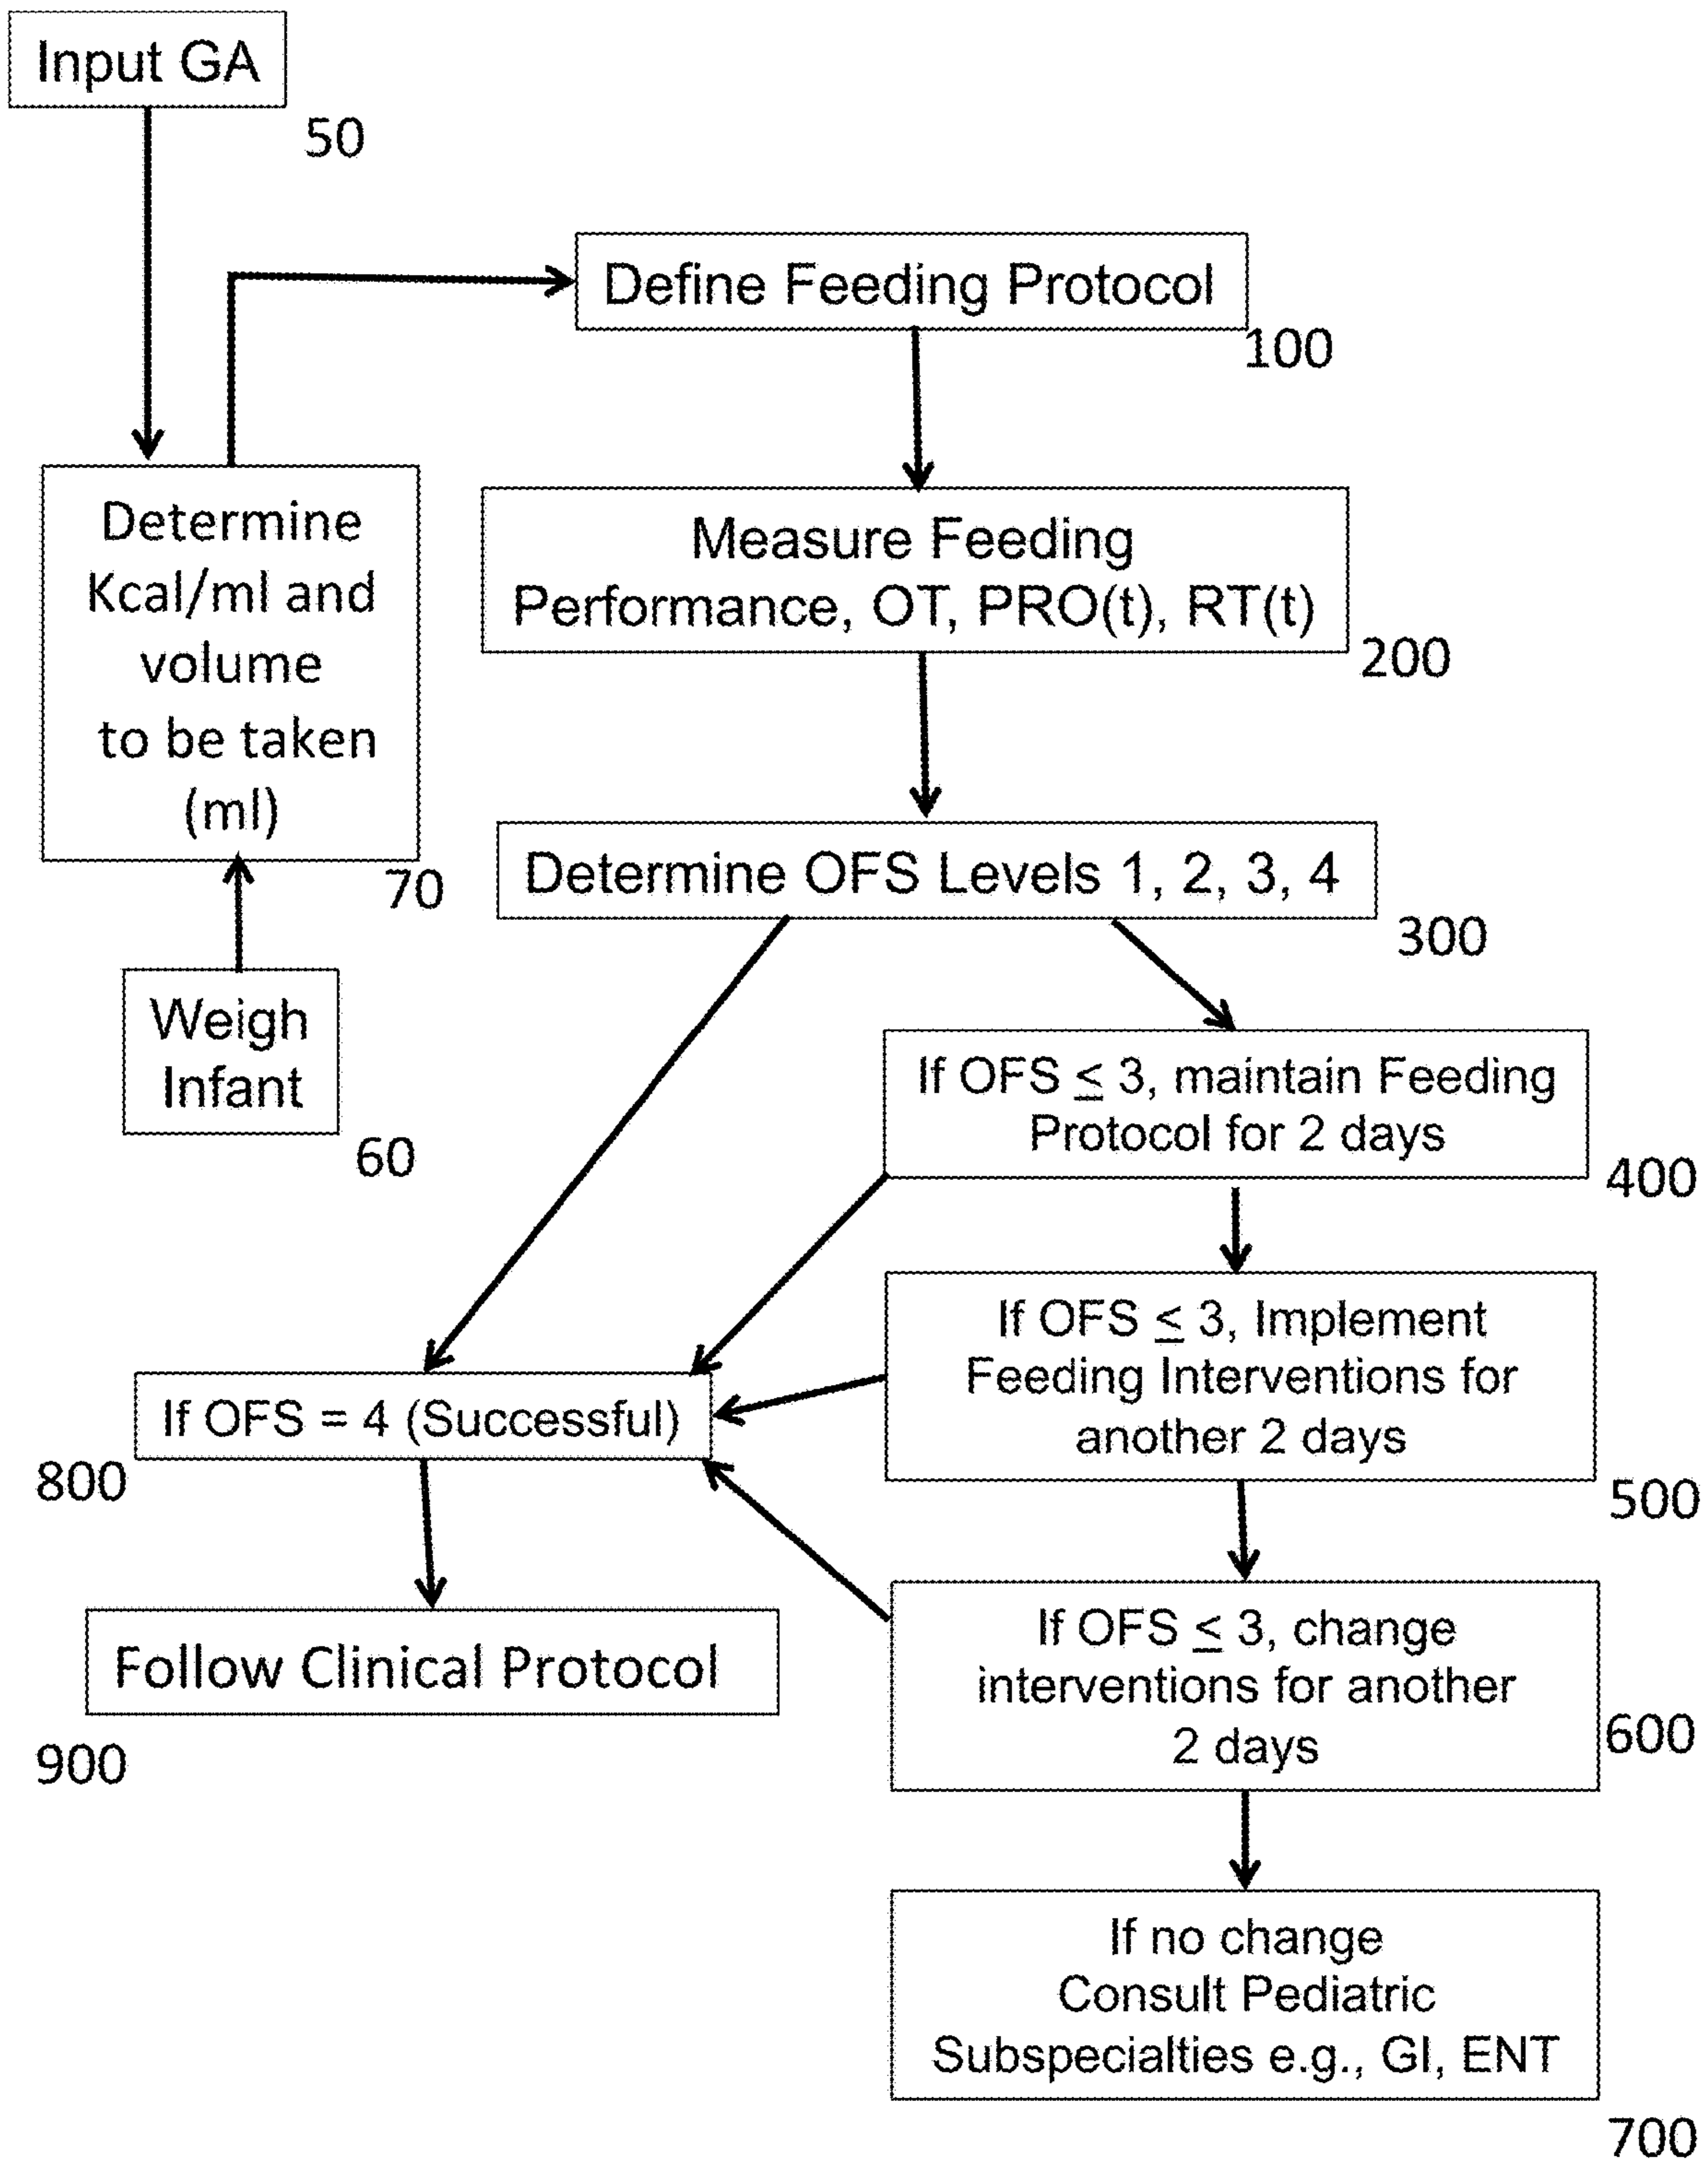 Input GA
50
Define Feeding Protocol
100
Determine
Kcal/ml and
volume
to be taken
(ml)
70
Measure Feeding
Performance, OT, PRO(t), RT(t)
200
Determine OFS Levels 1, 2, 3, 4
300
Weigh
Infant
60
If OFS ≤ 3, maintain Feeding
Protocol for 2 days
400
If OFS ≤ 3, Implement
Feeding Interventions for
another 2 days
500
If OFS = 4 (Successful)
800
If OFS ≤ 3, change
interventions for another
2 days
600
Follow Clinical Protocol
900
If no change
Consult Pediatric
Subspecialties e.g., GI, ENT
700